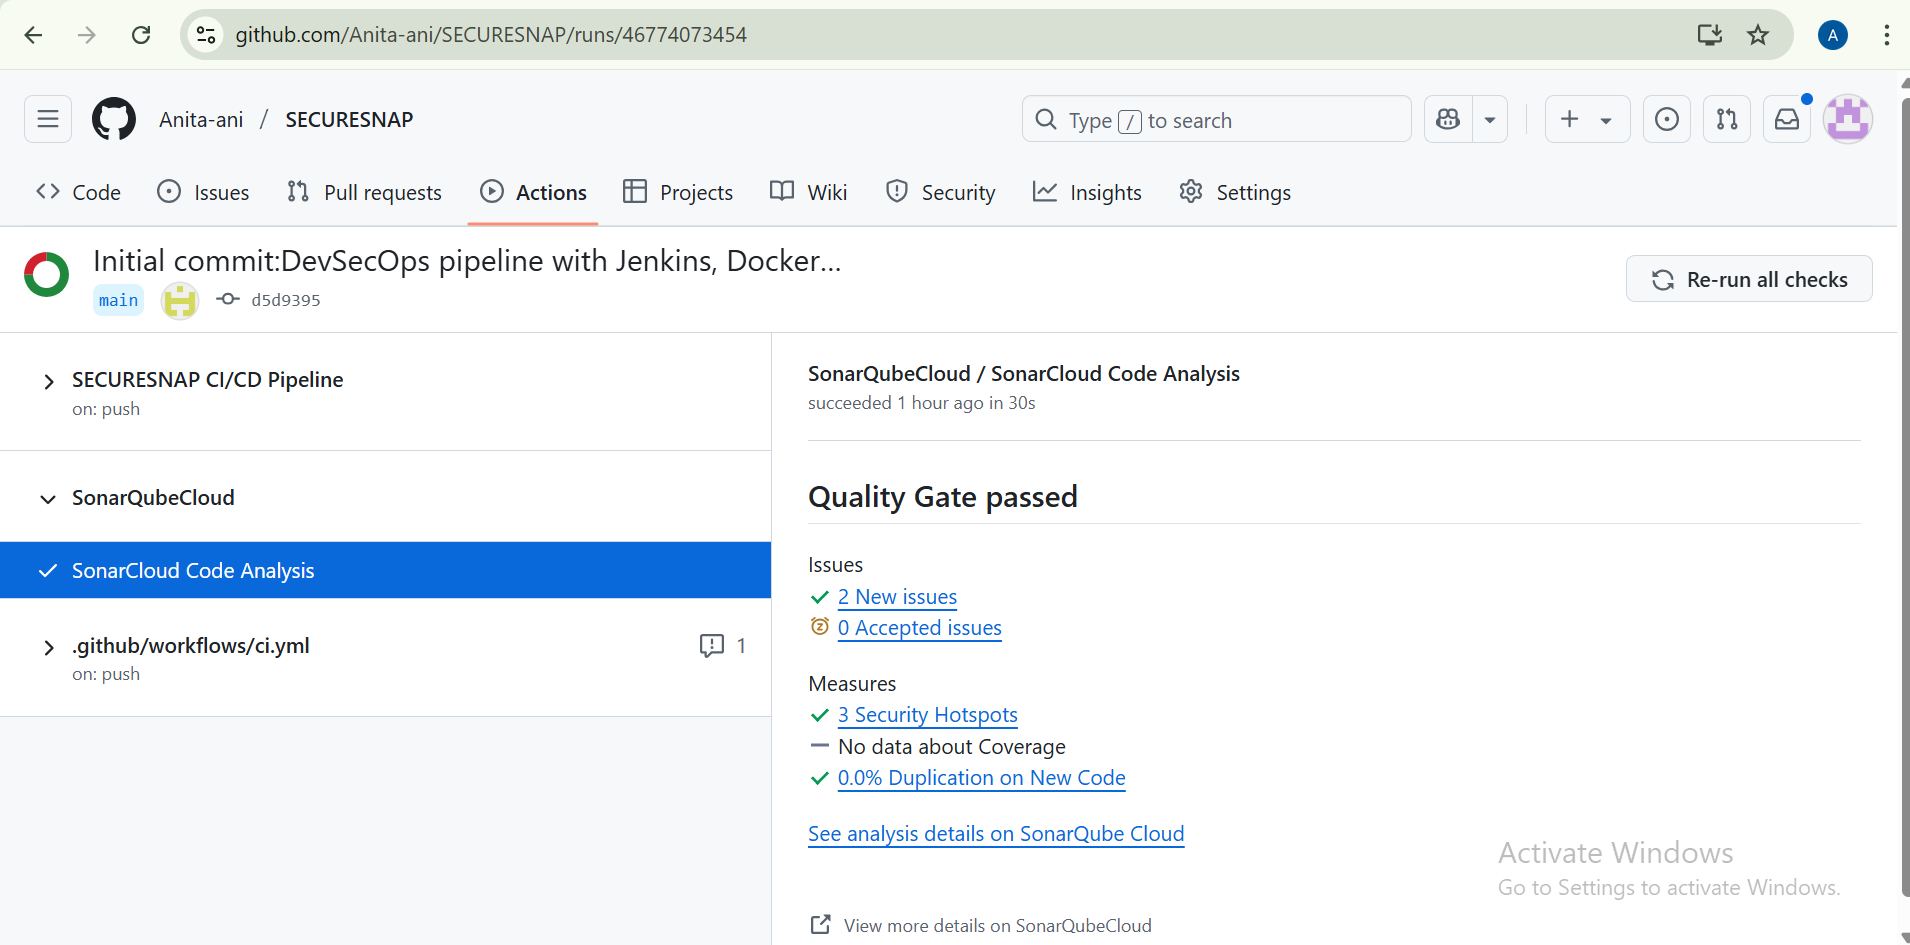 github.com/Anita-ani/SECURESNAP/runs/46774073454
A
Anita-ani / SECURESNAP
Type / to search
Code Issues Pull requests Actions Projects Wiki Security Insights Settings
Initial commit:DevSecOps pipeline with Jenkins, Docker...
main d5d9395
Re-run all checks
SECURESNAP CI/CD Pipeline
on: push
SonarQubeCloud
SonarCloud Code Analysis
.github/workflows/ci.yml 1
on: push
SonarQubeCloud / SonarCloud Code Analysis
succeeded 1 hour ago in 30s
Quality Gate passed
Issues
2 New issues
0 Accepted issues
Measures
3 Security Hotspots
No data about Coverage
0.0% Duplication on New Code
See analysis details on SonarQube Cloud
View more details on SonarQubeCloud
Activate Windows
Go to Settings to activate Windows.